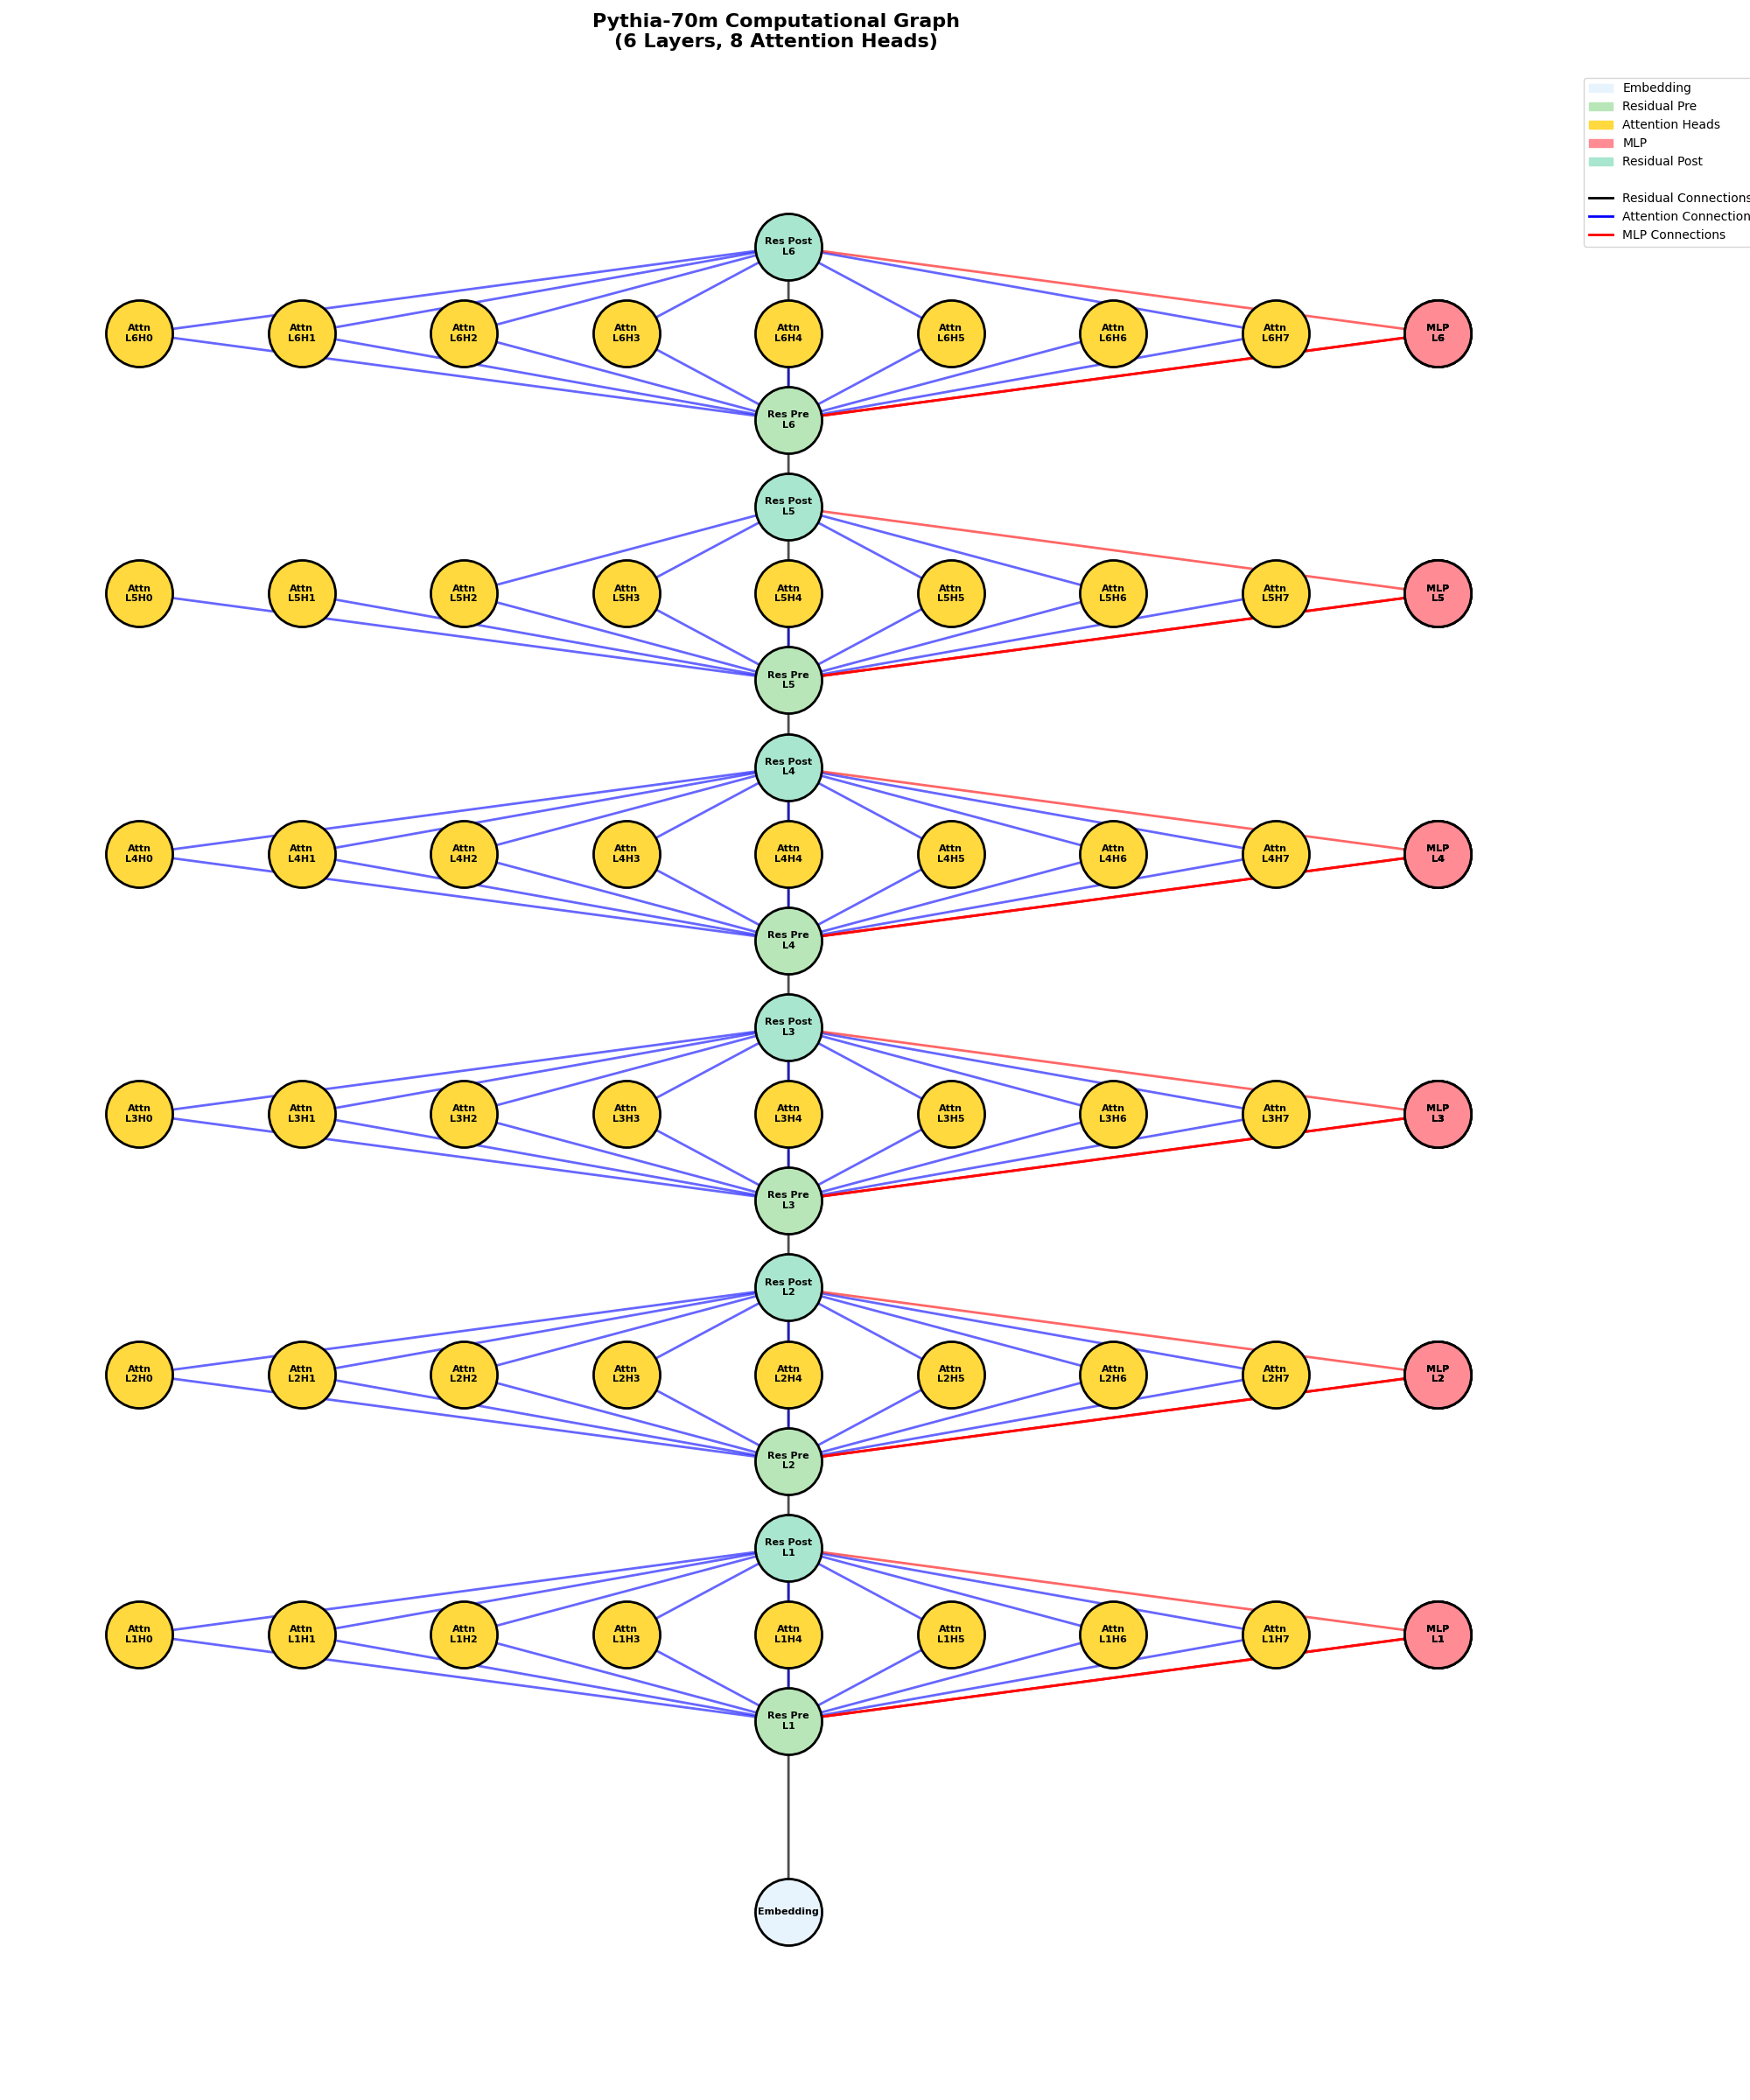 Pythia-70m Computational Graph
(6 Layers, 8 Attention Heads)
Embedding
Residual Pre
Attention Heads
MLP
Residual Post
Residual Connections
Attention Connection
MLP Connections
Res Post
L6
Attn
L6H0
Attn
L6H1
Attn
L6H2
Attn
L6H3
Attn
L6H4
Attn
L6H5
Attn
L6H6
Attn
L6H7
MLP
L6
Res Pre
L6
Res Post
L5
Attn
L5H0
Attn
L5H1
Attn
L5H2
Attn
L5H3
Attn
L5H4
Attn
L5H5
Attn
L5H6
Attn
L5H7
MLP
L5
Res Pre
L5
Res Post
L4
Attn
L4H0
Attn
L4H1
Attn
L4H2
Attn
L4H3
Attn
L4H4
Attn
L4H5
Attn
L4H6
Attn
L4H7
MLP
L4
Res Pre
L4
Res Post
L3
Attn
L3H0
Attn
L3H1
Attn
L3H2
Attn
L3H3
Attn
L3H4
Attn
L3H5
Attn
L3H6
Attn
L3H7
MLP
L3
Res Pre
L3
Res Post
L2
Attn
L2H0
Attn
L2H1
Attn
L2H2
Attn
L2H3
Attn
L2H4
Attn
L2H5
Attn
L2H6
Attn
L2H7
MLP
L2
Res Pre
L2
Res Post
L1
Attn
L1H0
Attn
L1H1
Attn
L1H2
Attn
L1H3
Attn
L1H4
Attn
L1H5
Attn
L1H6
Attn
L1H7
MLP
L1
Res Pre
L1
Embedding